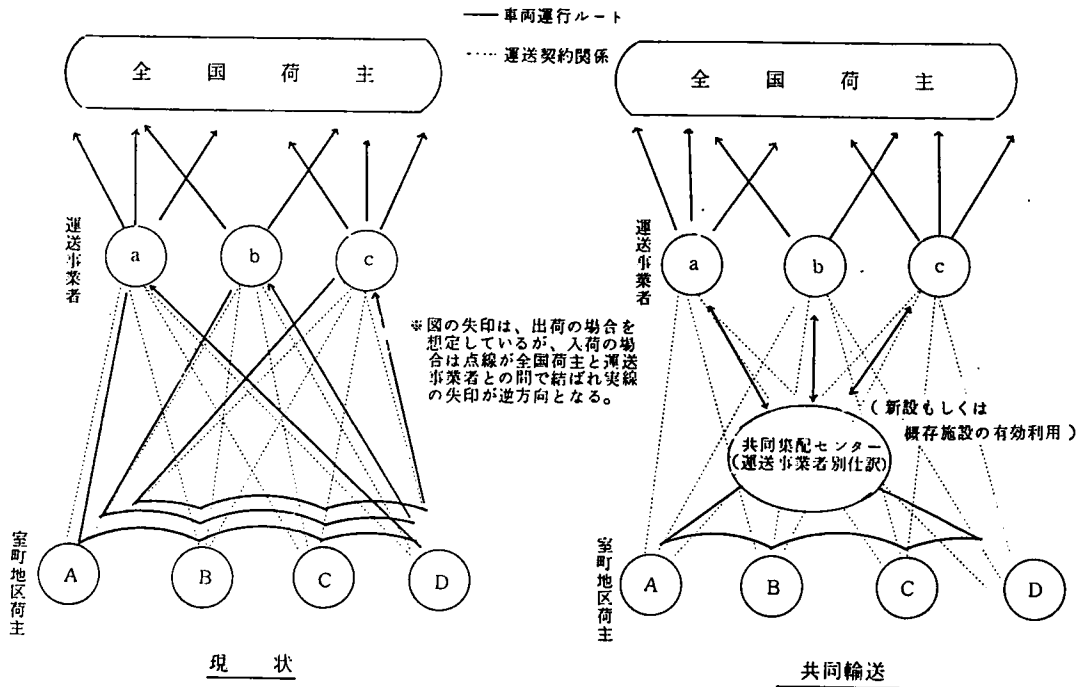 車両運行ルート
運送契約関係
全国荷主
運送事業者
a
b
c
室町地区荷主
A
B
C
D
現状
※図の矢印は、出荷の場合を
想定しているが、入荷の場
合は点線が全国荷主と運送
事業者との間で結ばれ実線
の矢印が逆方向となる。
全国荷主
運送事業者
a
b
c
(新設もしくは
概存施設の有効利用)
共同集配センター
(運送事業者別仕訳)
室町地区荷主
A
B
C
D
共同輸送